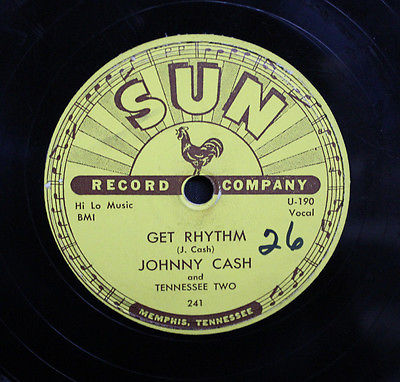 SUN
RECORD COMPANY
Hi Lo Music
BMI
U-190
Vocal
GET RHYTHM
(J. Cash)
26
JOHNNY CASH
and
TENNESSEE TWO
241
MEMPHIS, TENNESSEE